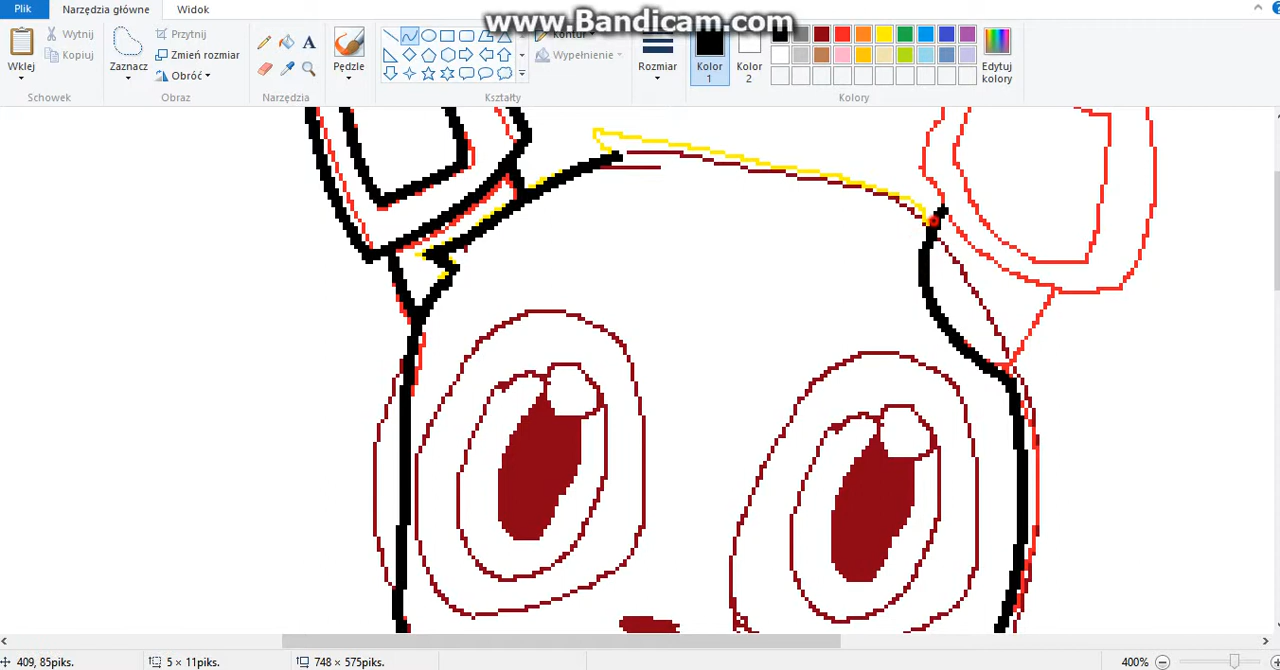 www.Bandicam.com
Plik
Narzędzia główne
Widok
Wklej
Wytnij
Kopiuj
Schowek
Zaznacz
Przytnij
Zmień rozmiar
Obróć
Obraz
A
Narzędzia
Pędzle
Kontur
Wypełnienie
Kształty
Rozmiar
Kolor 1
Kolor 2
Edytuj kolory
Kolory
409, 85piks.
5 × 11piks.
748 × 575piks.
400%